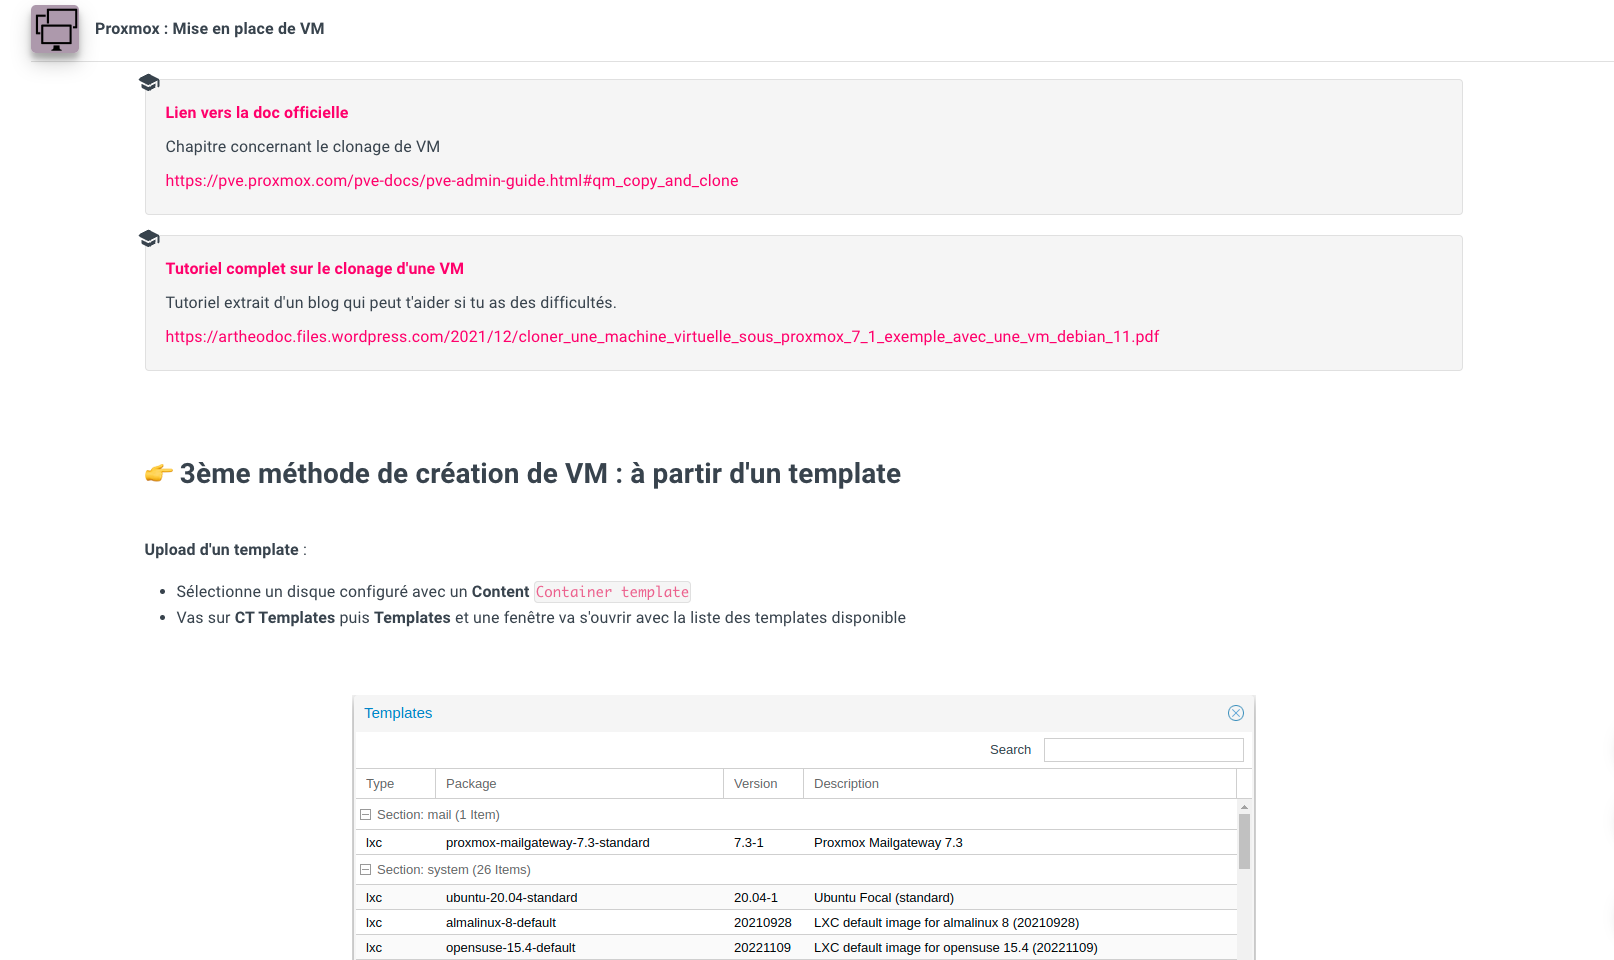 Proxmox : Mise en place de VM
Lien vers la doc officielle
Chapitre concernant le clonage de VM
https://pve.proxmox.com/pve-docs/pve-admin-guide.html#qm_copy_and_clone
Tutoriel complet sur le clonage d'une VM
Tutoriel extrait d'un blog qui peut t'aider si tu as des difficultés.
https://artheodoc.files.wordpress.com/2021/12/cloner_une_machine_virtuelle_sous_proxmox_7_1_exemple_avec_une_vm_debian_11.pdf
👉 3ème méthode de création de VM : à partir d'un template
Upload d'un template :
• Sélectionne un disque configuré avec un Content Container template
• Vas sur CT Templates puis Templates et une fenêtre va s'ouvrir avec la liste des templates disponible
Templates
Search
Type Package Version Description
Section: mail (1 Item)
lxc proxmox-mailgateway-7.3-standard 7.3-1 Proxmox Mailgateway 7.3
Section: system (26 Items)
lxc ubuntu-20.04-standard 20.04-1 Ubuntu Focal (standard)
lxc almalinux-8-default 20210928 LXC default image for almalinux 8 (20210928)
lxc opensuse-15.4-default 20221109 LXC default image for opensuse 15.4 (20221109)